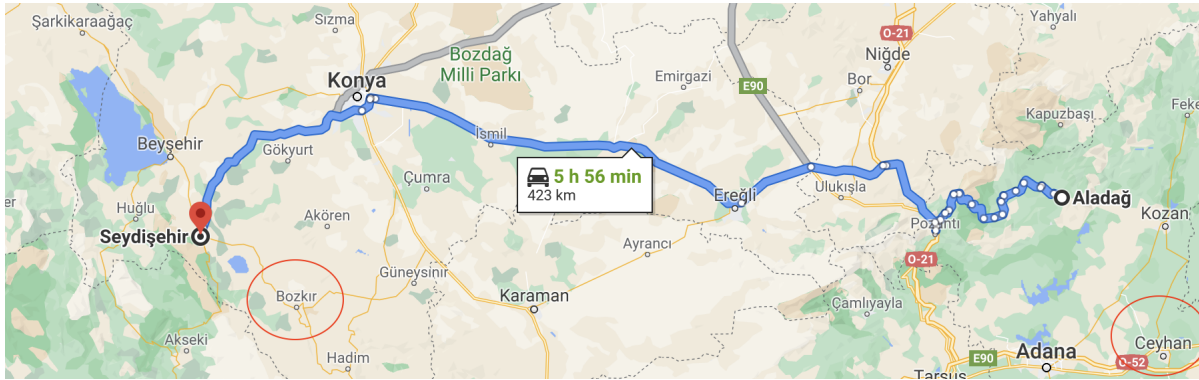 Şarkikaraağaç
Sızma
Yahyalı
Bozdağ
Milli Parkı
O-21
Niğde
Emirgazi
Konya
Bor
E90
Kapuzbaşı
Feke
İsmil
Beyşehir
Gökyurt
5 h 56 min
423 km
Çumra
Ereğli
Ulukışla
Aladağ
Huğlu
Akören
Kozan
Seydişehir
Pozantı
Ayrancı
O-21
Güneysınır
Bozkır
Karaman
Çamlıyayla
Akseki
Ceyhan
Hadim
Adana
E90
O-52
Tarsus